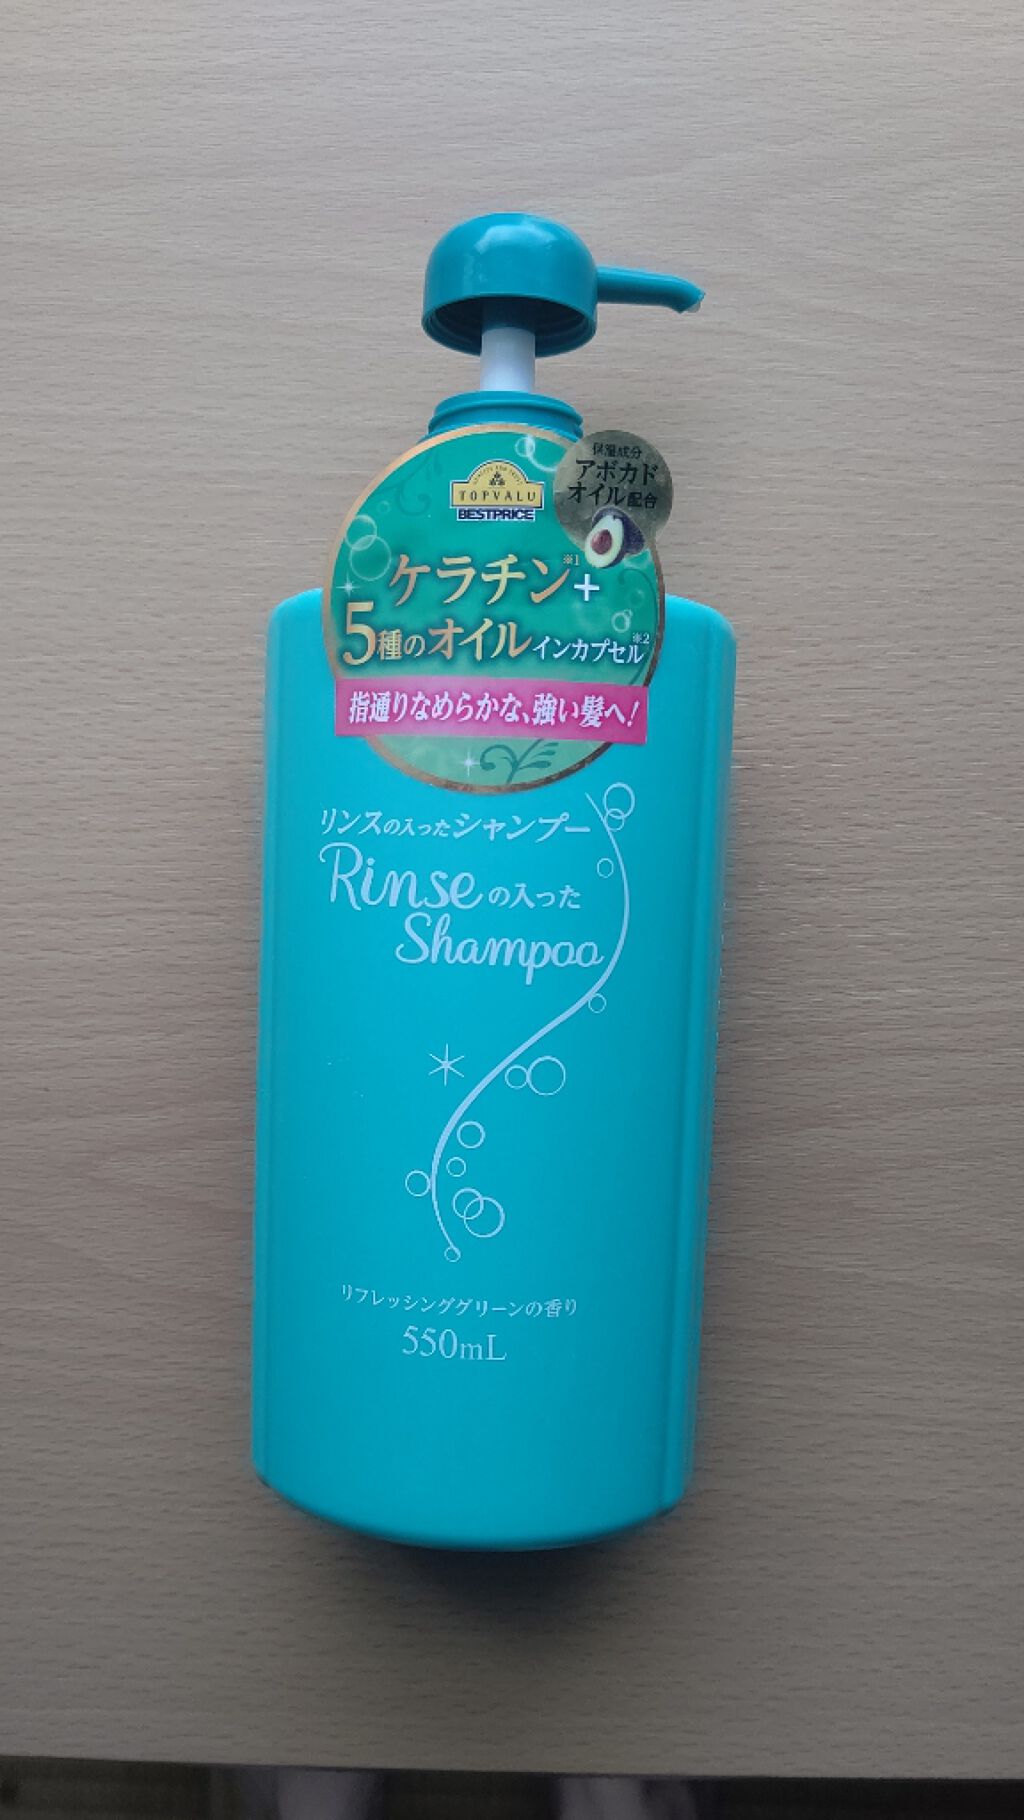 TOPVALU
BESTPRICE
保湿成分
アボカド
オイル配合
ケラチン※1+
5種のオイルインカプセル※2
指通りなめらかな、強い髪へ!
リンスの入ったシャンプー
Rinseの入った
Shampoo
リフレッシンググリーンの香り
550mL